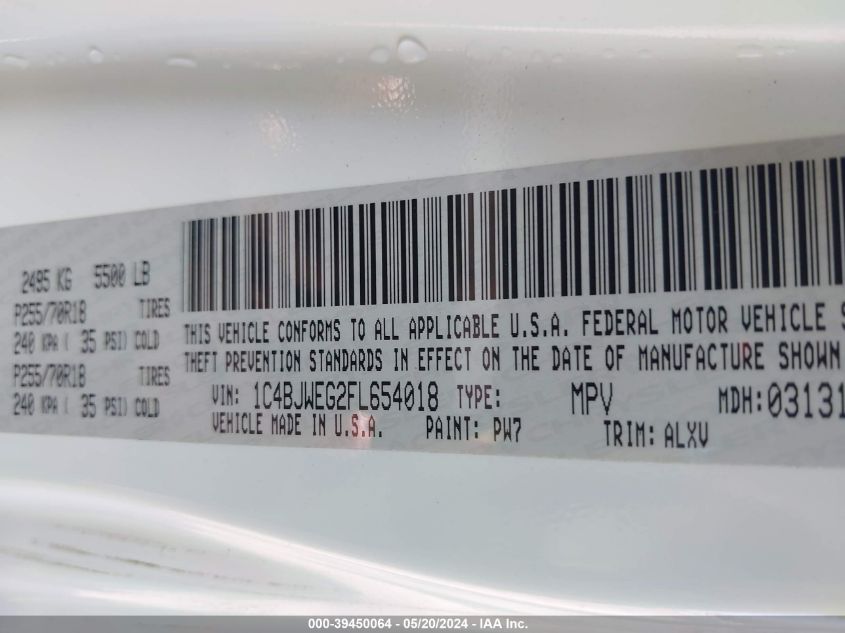 2495 KG 5500 LB
P255/70R18 TIRES
240 KPA ( 35 PSI) COLD
P255/70R18 TIRES
240 KPA ( 35 PSI) COLD
THIS VEHICLE CONFORMS TO ALL APPLICABLE U.S.A. FEDERAL MOTOR VEHICLE S
THEFT PREVENTION STANDARDS IN EFFECT ON THE DATE OF MANUFACTURE SHOWN
VIN: 1C4BJWEG2FL654018 TYPE: MPV MDH:03131
VEHICLE MADE IN U.S.A. PAINT: PW7 TRIM: ALXV
000-39450064 - 05/20/2024 - IAA Inc.